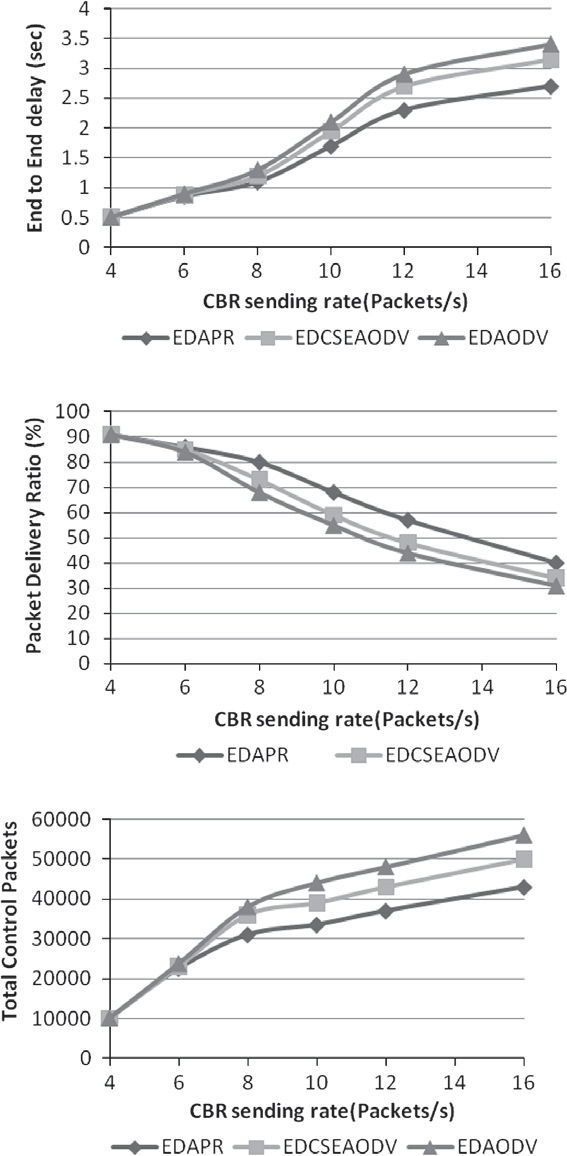 4
3.5
3
2.5
2
1.5
1
0.5
0
End to End delay (sec)
4 6 8 10 12 14 16
CBR sending rate(Packets/s)
EDAPR EDCSEAODV EDAODV
100
90
80
70
60
50
40
30
20
10
0
Packet Delivery Ratio (%)
4 6 8 10 12 14 16
CBR sending rate(Packets/s)
EDAPR EDCSEAODV
60000
50000
40000
30000
20000
10000
0
Total Control Packets
4 6 8 10 12 14 16
CBR sending rate(Packets/s)
EDAPR EDCSEAODV EDAODV